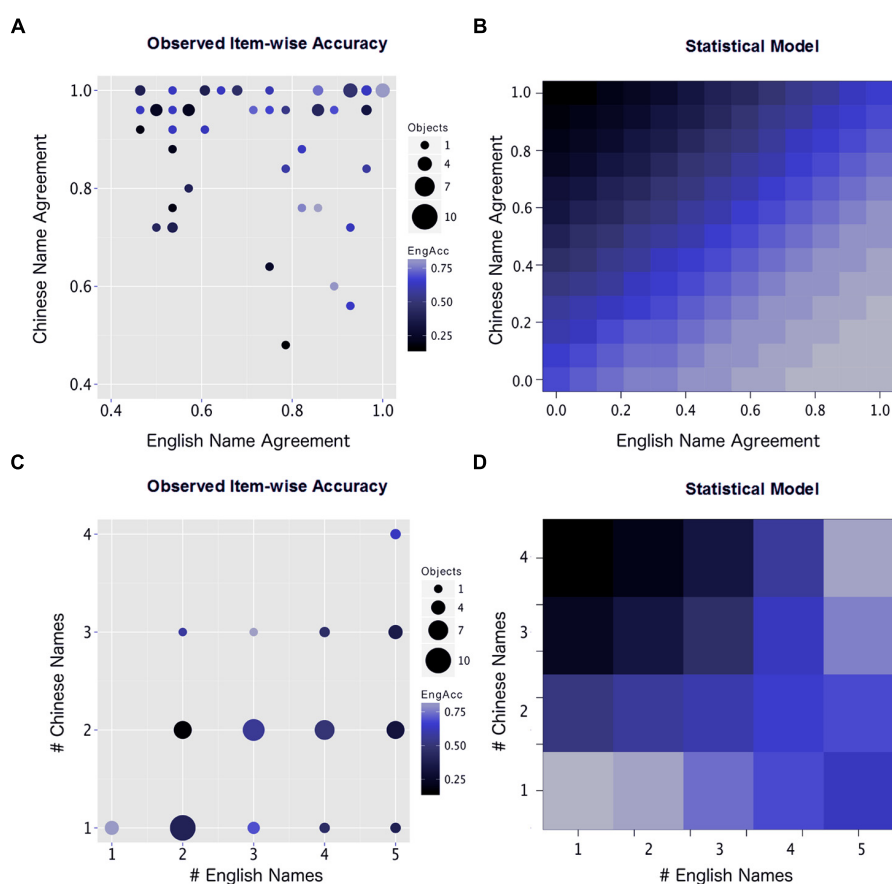 A
Observed Item-wise Accuracy
1.0
0.8
0.6
0.4
Chinese Name Agreement
0.4 0.6 0.8 1.0
English Name Agreement
Objects
1
4
7
10
EngAcc
0.75
0.50
0.25
B
Statistical Model
1.0
0.8
0.6
0.4
0.2
0.0
Chinese Name Agreement
0.0 0.2 0.4 0.6 0.8 1.0
English Name Agreement
C
Observed Item-wise Accuracy
4
3
2
1
# Chinese Names
1 2 3 4 5
# English Names
Objects
1
4
7
10
EngAcc
0.75
0.50
0.25
D
Statistical Model
4
3
2
1
# Chinese Names
1 2 3 4 5
# English Names